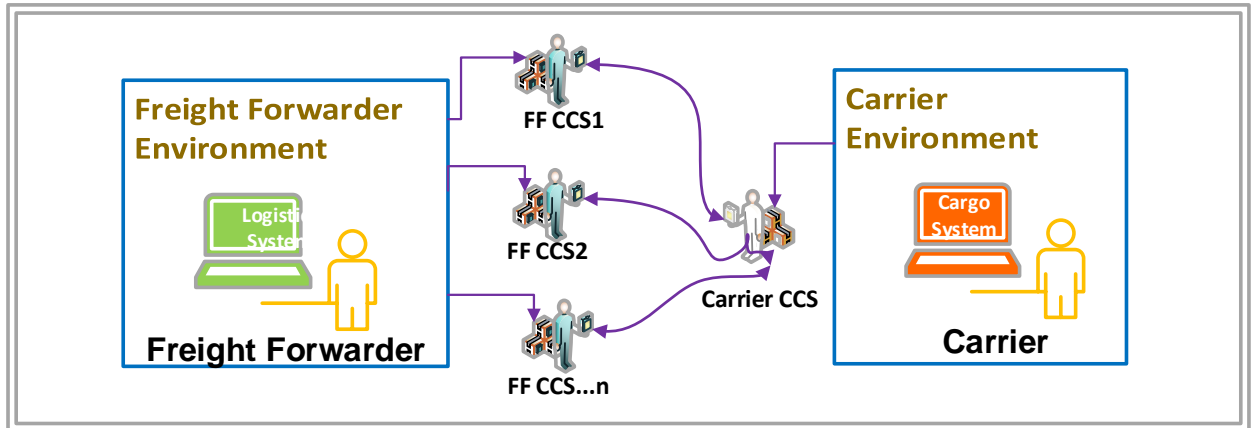 Freight Forwarder
Environment
Logistic
System
Freight Forwarder
FF CCS1
FF CCS2
FF CCS...n
Carrier CCS
Carrier
Environment
Cargo
System
Carrier